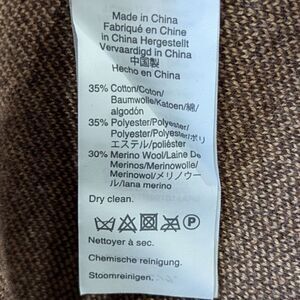 Made in China
Fabriqué en Chine
in China Hergestellt
Vervaardigd in China
中国製
Hecho en China
35% Cotton/Coton/
Baumwolle/Katoen/綿/
algodón
35% Polyester/Polyester/
Polyester/Polyester/ポリ
エステル/poliéster
30% Merino Wool/Laine De
Merinos/Merinowolle/
Merinowol/メリノウー
ル/lana merino
Dry clean.
Nettoyer à sec.
Chemische reinigung.
Stoomreinigen.